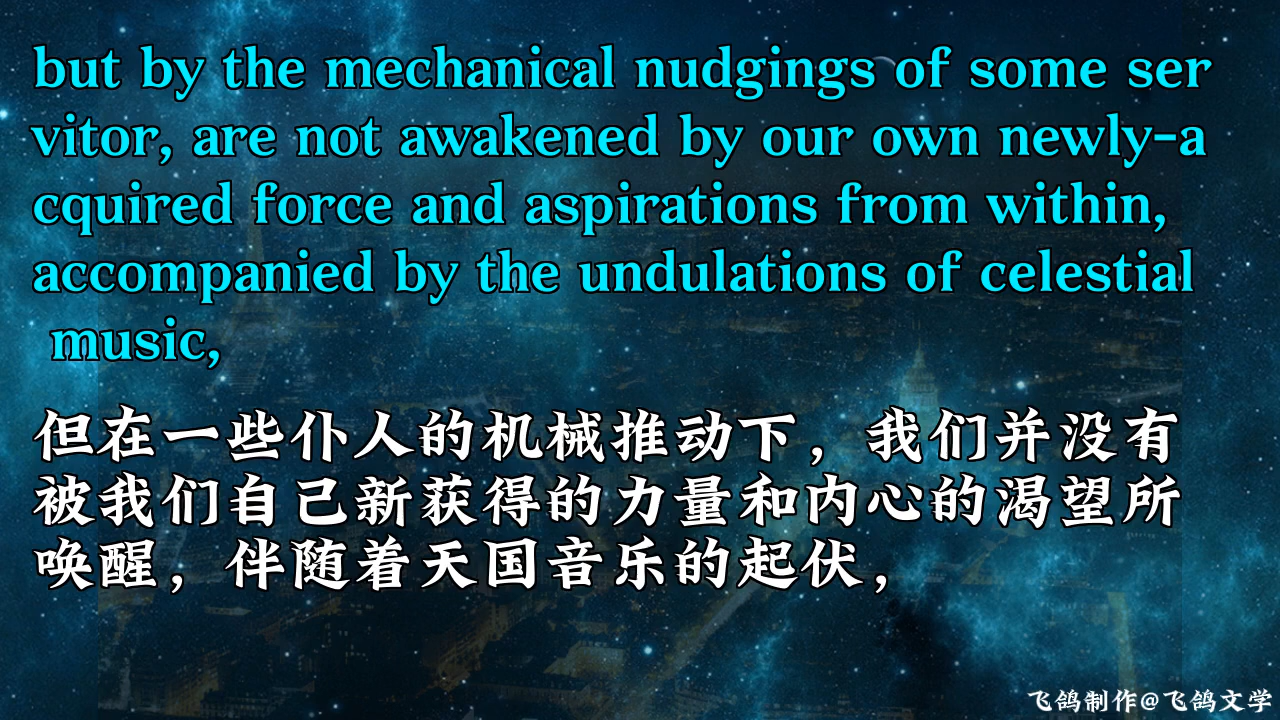 but by the mechanical nudgings of some ser
vitor, are not awakened by our own newly-a
cquired force and aspirations from within,
accompanied by the undulations of celestial
music,
但在一些仆人的机械推动下，我们并没有
被我们自己新获得的力量和内心的渴望所
唤醒，伴随着天国音乐的起伏，
飞鸽制作@飞鸽文学